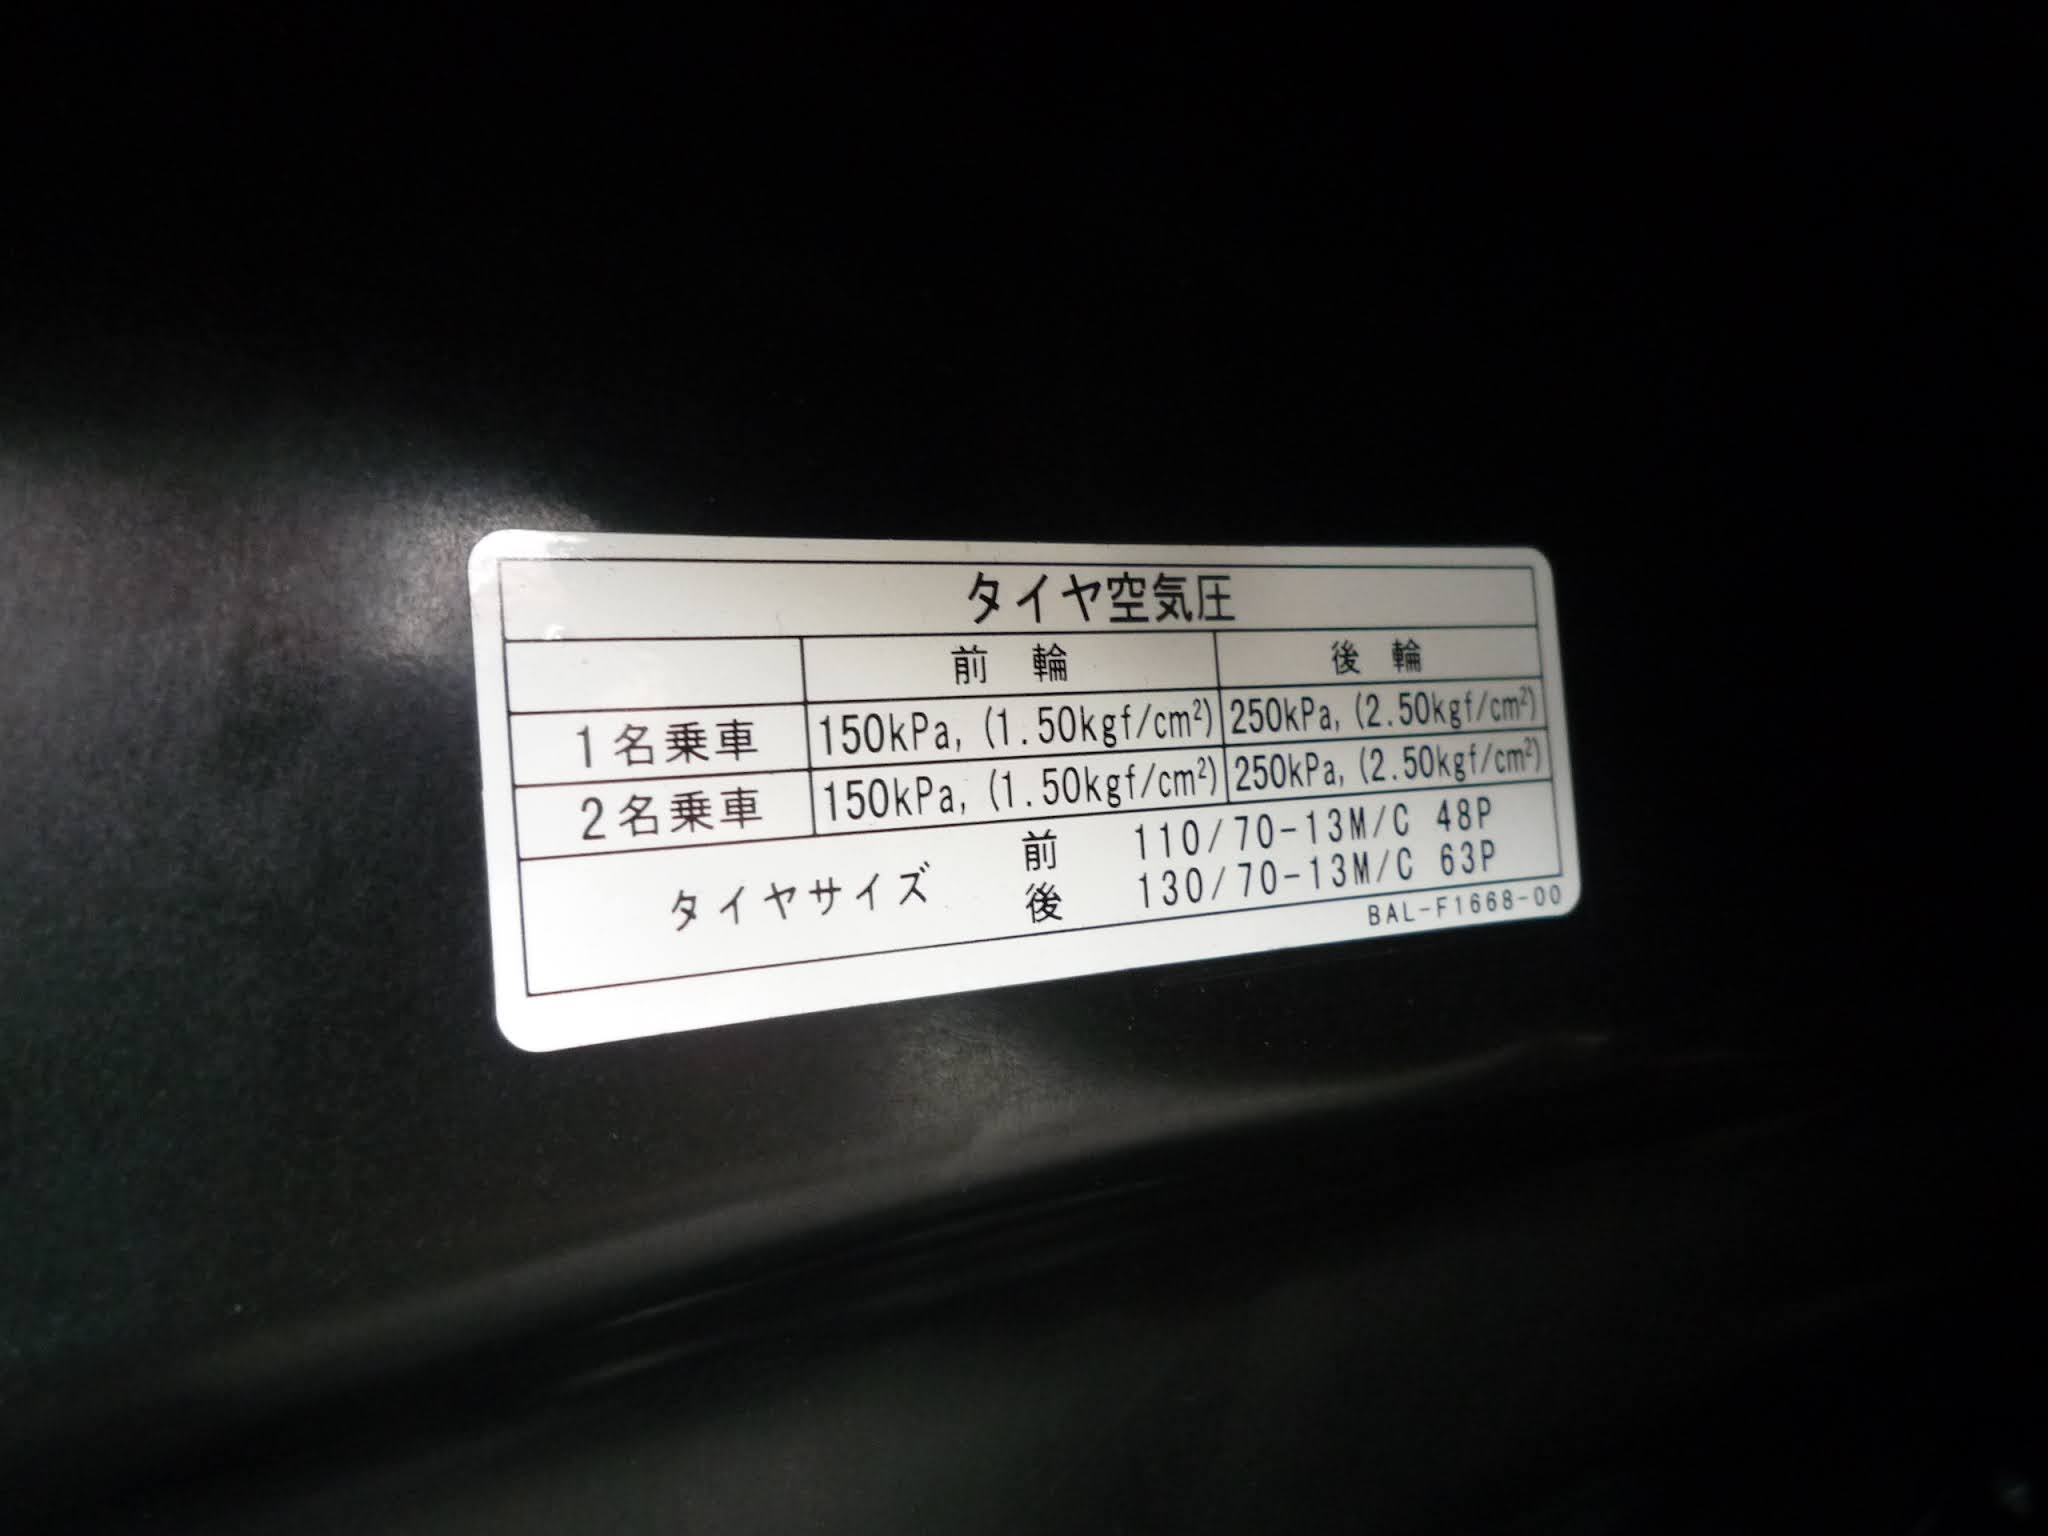 タイヤ空気圧
前 輪 後 輪
1名乗車 150kPa, (1.50kgf/cm²) 250kPa, (2.50kgf/cm²)
2名乗車 150kPa, (1.50kgf/cm²) 250kPa, (2.50kgf/cm²)
タイヤサイズ 前 110/70-13M/C 48P
後 130/70-13M/C 63P
BAL-F1668-00